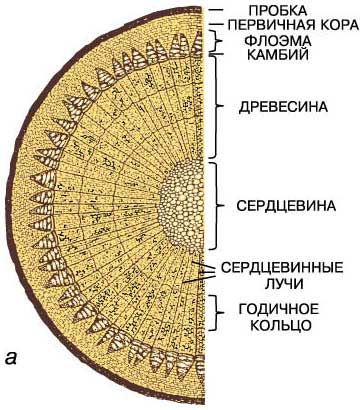 ПРОБКА
ПЕРВИЧНАЯ КОРА
ФЛОЭМА
КАМБИЙ
ДРЕВЕСИНА
СЕРДЦЕВИНА
СЕРДЦЕВИННЫЕ
ЛУЧИ
ГОДИЧНОЕ
КОЛЬЦО
а